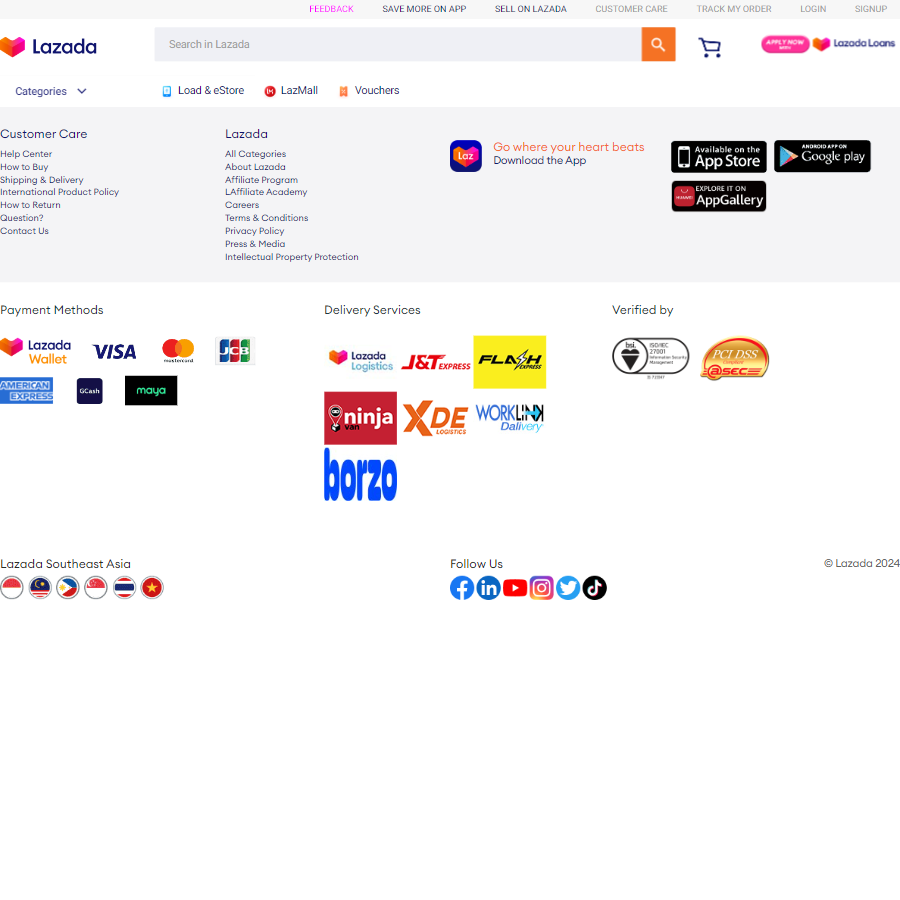 FEEDBACK
SAVE MORE ON APP
SELL ON LAZADA
CUSTOMER CARE
TRACK MY ORDER
LOGIN
SIGNUP
Lazada
Search in Lazada
APPLY NOW
WITH
Lazada Loans
Categories
Load & eStore
LazMall
Vouchers
Customer Care
Help Center
How to Buy
Shipping & Delivery
International Product Policy
How to Return
Question?
Contact Us
Lazada
All Categories
About Lazada
Affiliate Program
LAffiliate Academy
Careers
Terms & Conditions
Privacy Policy
Press & Media
Intellectual Property Protection
Laz
Go where your heart beats
Download the App
Available on the
App Store
ANDROID APP ON
Google play
HUAWEI
EXPLORE IT ON
AppGallery
Payment Methods
Lazada
Wallet
VISA
mastercard
JCB
AMERICAN
EXPRESS
GCash
maya
Delivery Services
Lazada
Logistics
J&T EXPRESS
FLASH
EXPRESS
ninja
van
XDE
LOGISTICS
WORKLINK
Dalivery
borzo
Verified by
bsi.
ISO/IEC
27001
Information Security
Management
PCI DSS
@SEC
Lazada Southeast Asia
Follow Us
© Lazada 2024